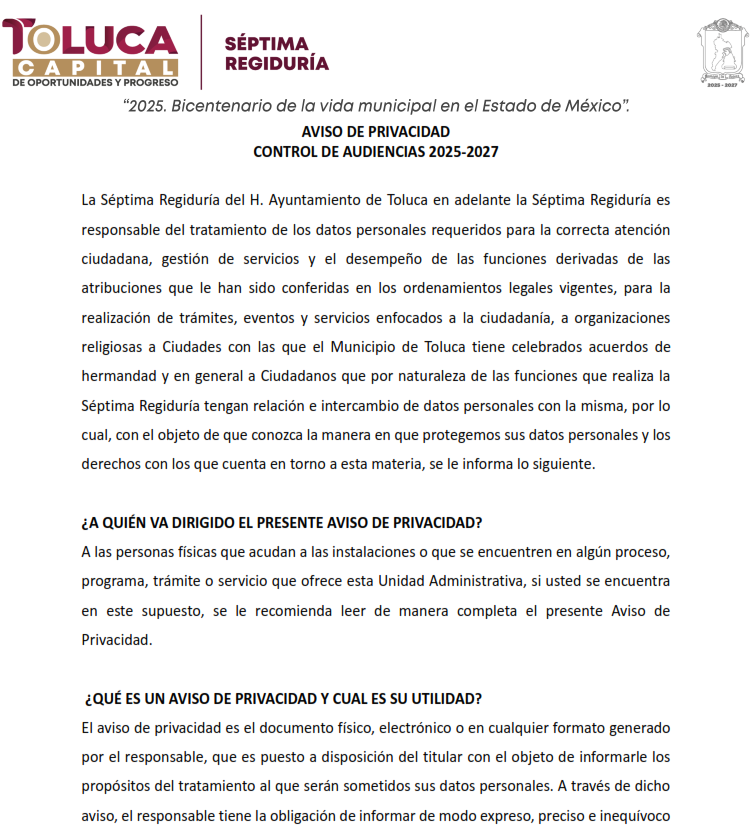 TOLUCA
CAPITAL
DE OPORTUNIDADES Y PROGRESO
SÉPTIMA
REGIDURÍA
2025 - 2027
“2025. Bicentenario de la vida municipal en el Estado de México”.
AVISO DE PRIVACIDAD
CONTROL DE AUDIENCIAS 2025-2027
La Séptima Regiduría del H. Ayuntamiento de Toluca en adelante la Séptima Regiduría es
responsable del tratamiento de los datos personales requeridos para la correcta atención
ciudadana, gestión de servicios y el desempeño de las funciones derivadas de las
atribuciones que le han sido conferidas en los ordenamientos legales vigentes, para la
realización de trámites, eventos y servicios enfocados a la ciudadanía, a organizaciones
religiosas a Ciudades con las que el Municipio de Toluca tiene celebrados acuerdos de
hermandad y en general a Ciudadanos que por naturaleza de las funciones que realiza la
Séptima Regiduría tengan relación e intercambio de datos personales con la misma, por lo
cual, con el objeto de que conozca la manera en que protegemos sus datos personales y los
derechos con los que cuenta en torno a esta materia, se le informa lo siguiente.
¿A QUIÉN VA DIRIGIDO EL PRESENTE AVISO DE PRIVACIDAD?
A las personas físicas que acudan a las instalaciones o que se encuentren en algún proceso,
programa, trámite o servicio que ofrece esta Unidad Administrativa, si usted se encuentra
en este supuesto, se le recomienda leer de manera completa el presente Aviso de
Privacidad.
¿QUÉ ES UN AVISO DE PRIVACIDAD Y CUAL ES SU UTILIDAD?
El aviso de privacidad es el documento físico, electrónico o en cualquier formato generado
por el responsable, que es puesto a disposición del titular con el objeto de informarle los
propósitos del tratamiento al que serán sometidos sus datos personales. A través de dicho
aviso, el responsable tiene la obligación de informar de modo expreso, preciso e inequívoco